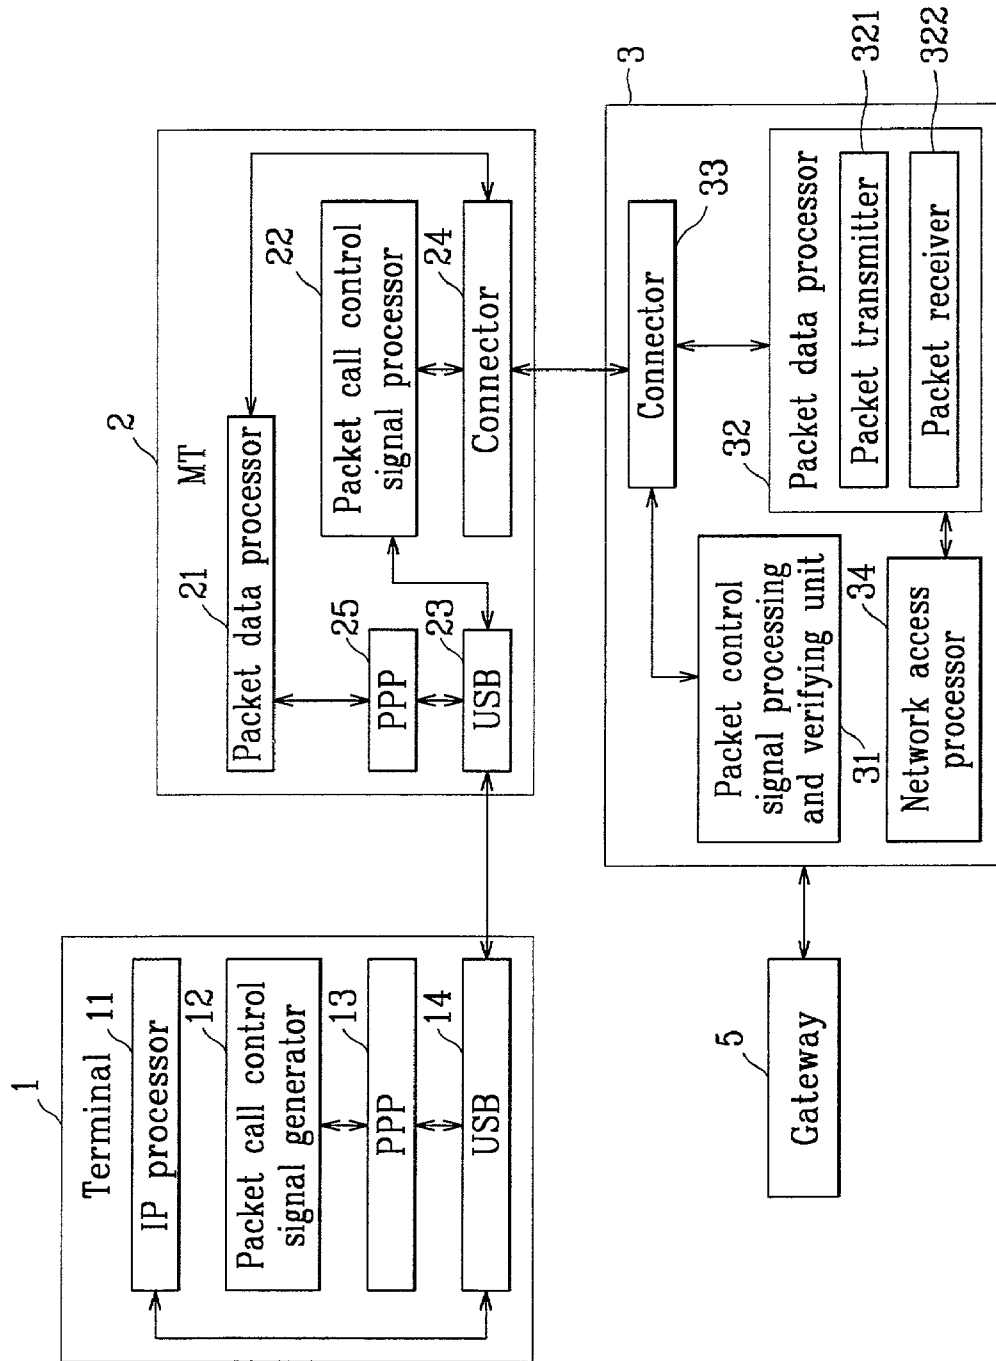 1
Terminal
11
IP processor
12
Packet call control
signal generator
13
PPP
14
USB
2
MT
21
Packet data processor
22
Packet call control
signal processor
25
PPP
23
USB
24
Connector
5
Gateway
3
Connector
33
Packet control
signal processing
and verifying unit
31
34
Network access
processor
32
Packet data processor
Packet transmitter
321
Packet receiver
322